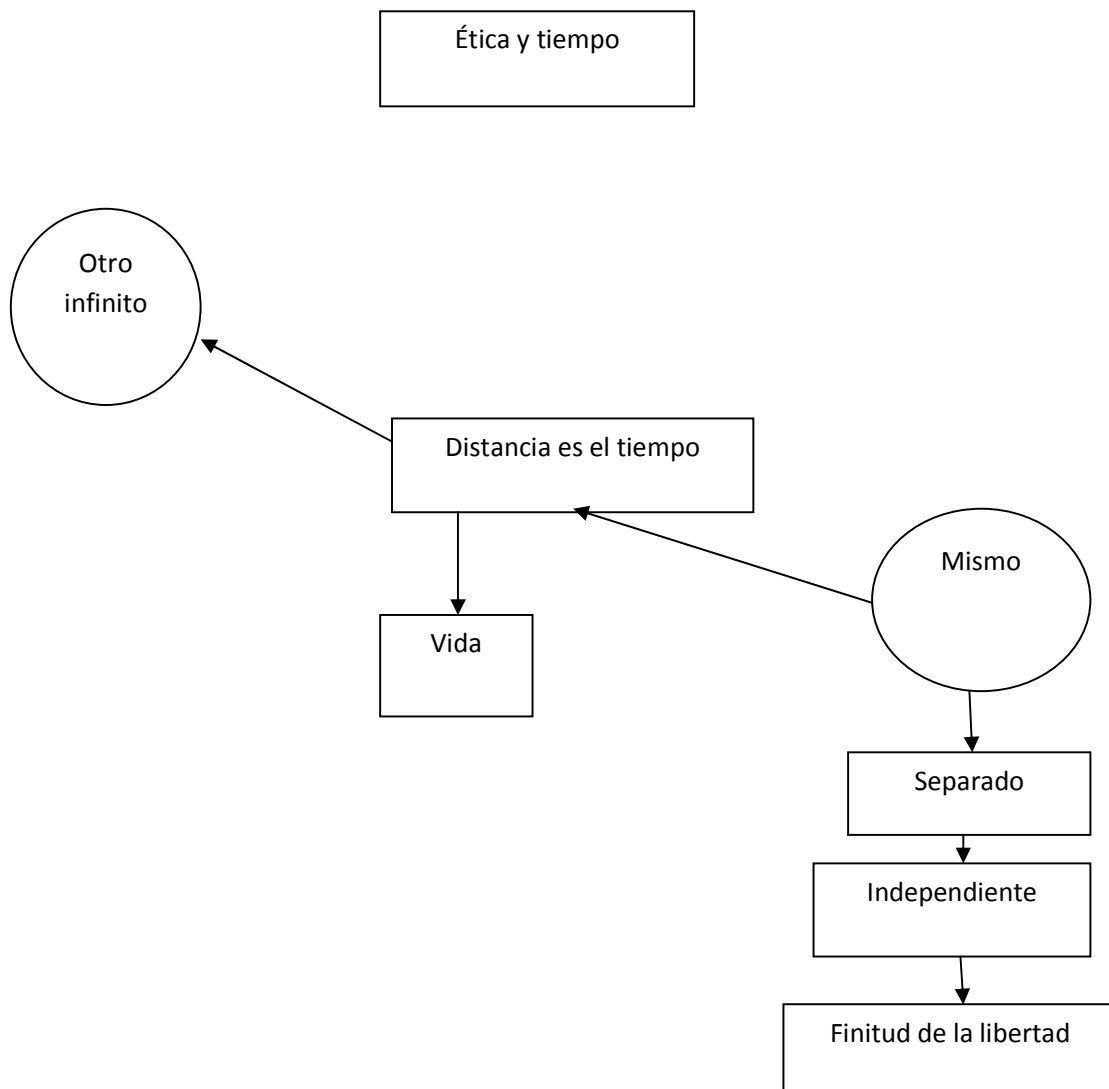 Ética y tiempo
Otro
infinito
Distancia es el tiempo
Mismo
Vida
Separado
Independiente
Finitud de la libertad